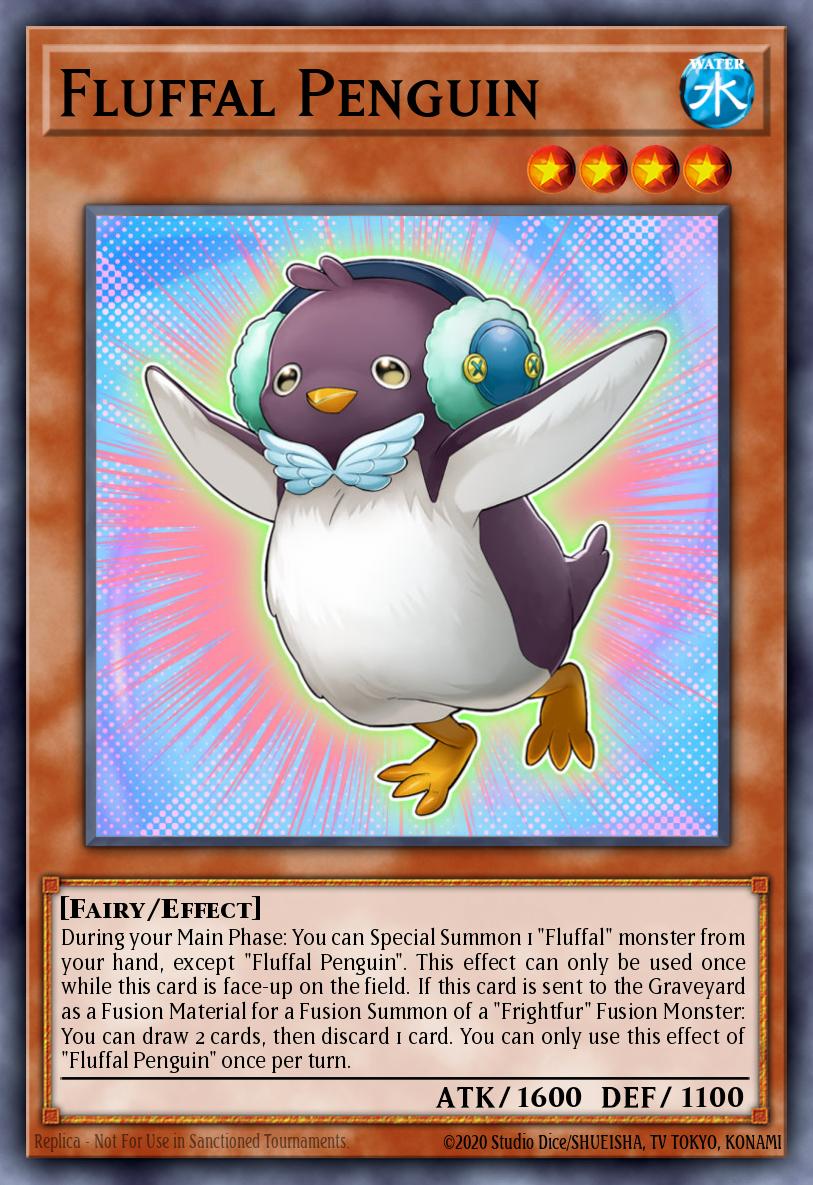 Fluffal Penguin
WATER
水
[Fairy/Effect]
During your Main Phase: You can Special Summon 1 "Fluffal" monster from
your hand, except "Fluffal Penguin". This effect can only be used once
while this card is face-up on the field. If this card is sent to the Graveyard
as a Fusion Material for a Fusion Summon of a "Frightfur" Fusion Monster:
You can draw 2 cards, then discard 1 card. You can only use this effect of
"Fluffal Penguin" once per turn.
ATK/1600 DEF/1100
Replica - Not For Use in Sanctioned Tournaments. ©2020 Studio Dice/SHUEISHA, TV TOKYO, KONAMI